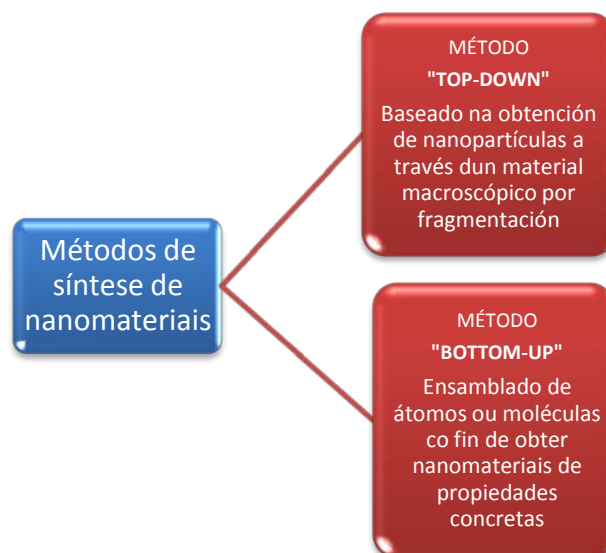 Métodos de
síntese de
nanomateriais
MÉTODO
"TOP-DOWN"
Baseado na obtención
de nanopartículas a
través dun material
macroscópico por
fragmentación
MÉTODO
"BOTTOM-UP"
Ensamblado de
átomos ou moléculas
co fin de obter
nanomateriais de
propiedades
concretas